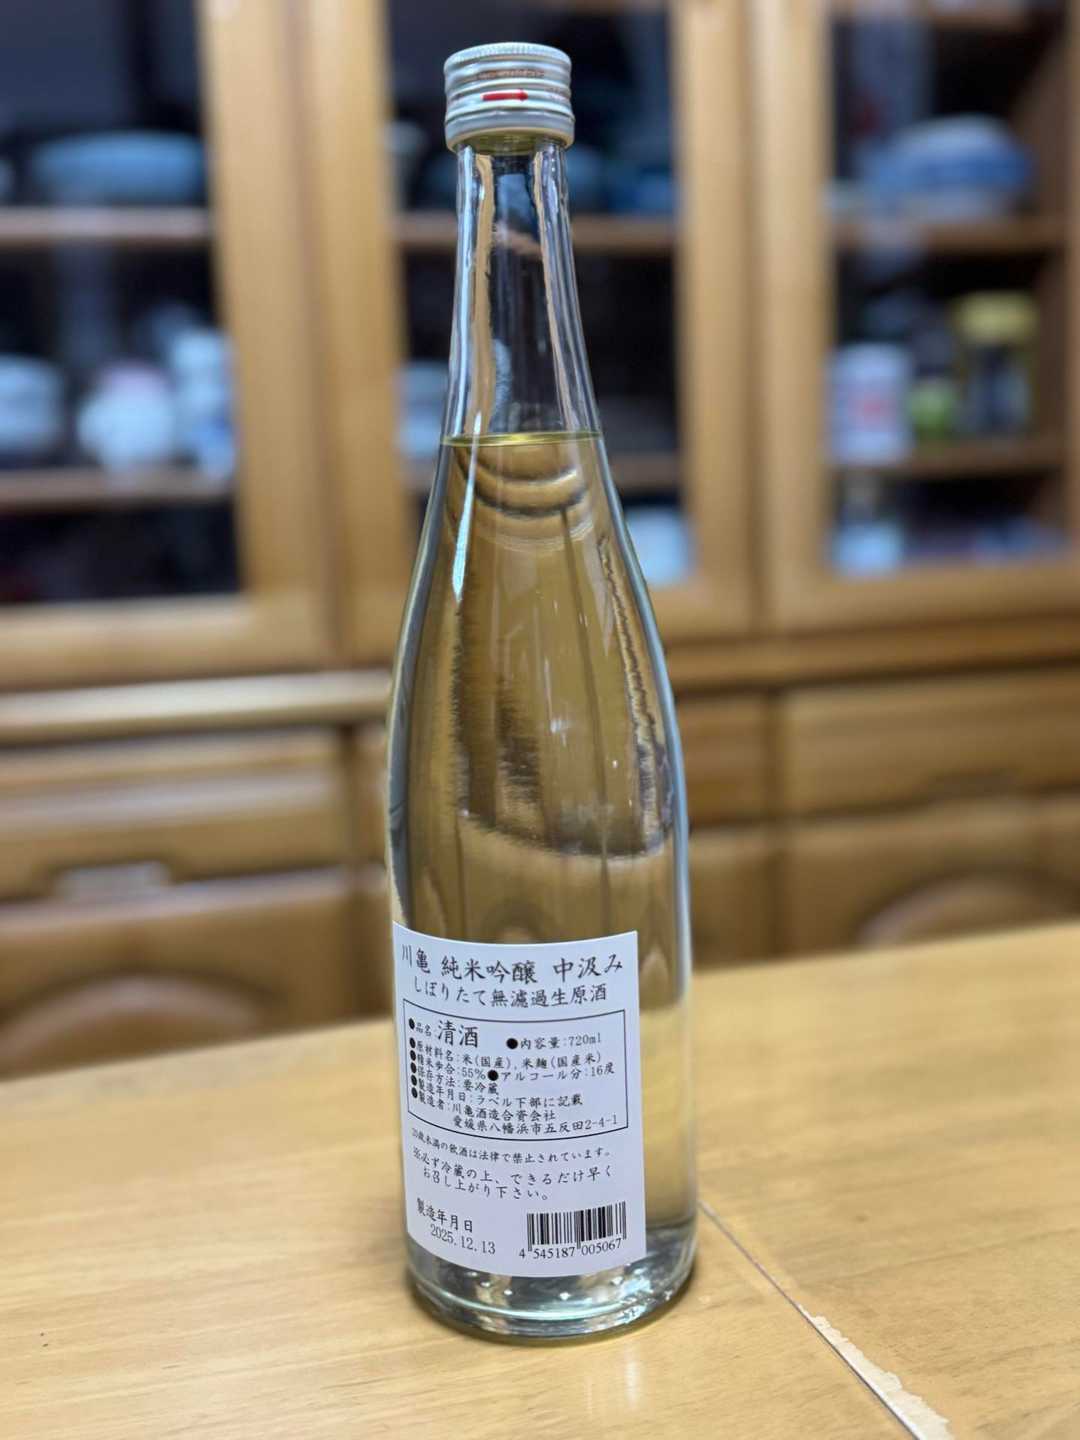 川亀 純米吟醸 中汲み
しぼりたて無濾過生原酒
●品名:清酒 ●内容量:720ml
●原材料名:米(国産),米麹(国産米)
●精米歩合:55%●アルコール分:16度
●保存方法:要冷蔵
●製造年月日:ラベル下部に記載
●製造者:川亀酒造合資会社
愛媛県八幡浜市五反田2-4-1
20歳未満の飲酒は法律で禁止されています。
※必ず冷蔵の上、できるだけ早く
お召し上がり下さい。
製造年月日
2025.12.13
4 545187 005067